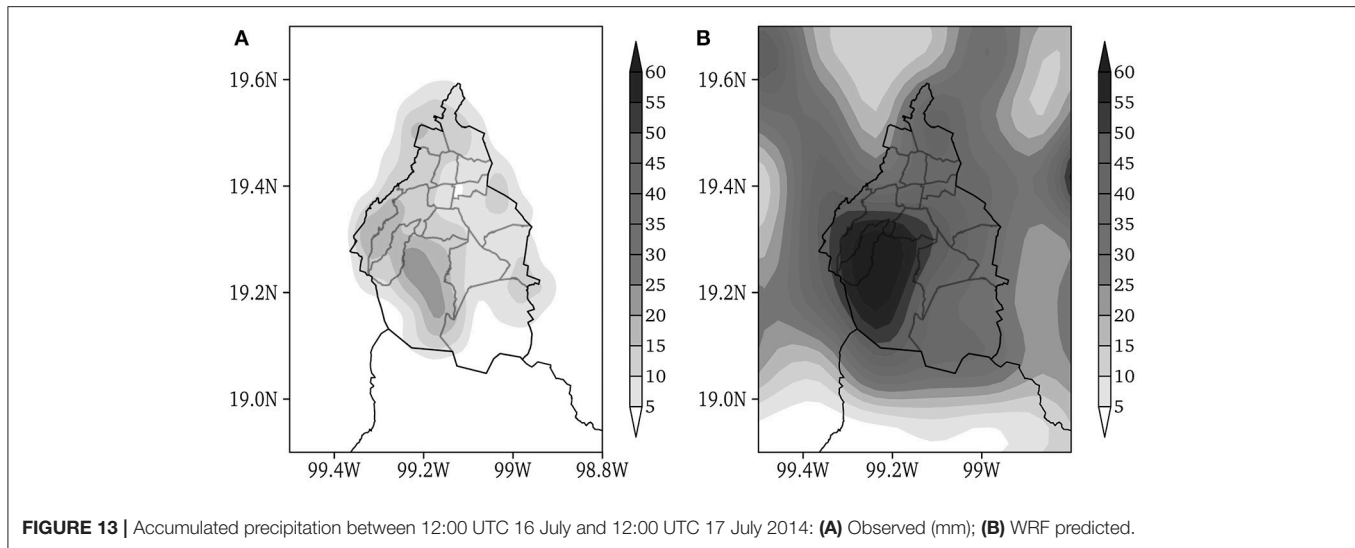 A
19.6N
19.4N
19.2N
19.0N
99.4W 99.2W 99W 98.8W
60
55
50
45
40
35
30
25
20
15
10
5
B
19.6N
19.4N
19.2N
19.0N
99.4W 99.2W 99W
60
55
50
45
40
35
30
25
20
15
10
5
FIGURE 13 | Accumulated precipitation between 12:00 UTC 16 July and 12:00 UTC 17 July 2014: (A) Observed (mm); (B) WRF predicted.